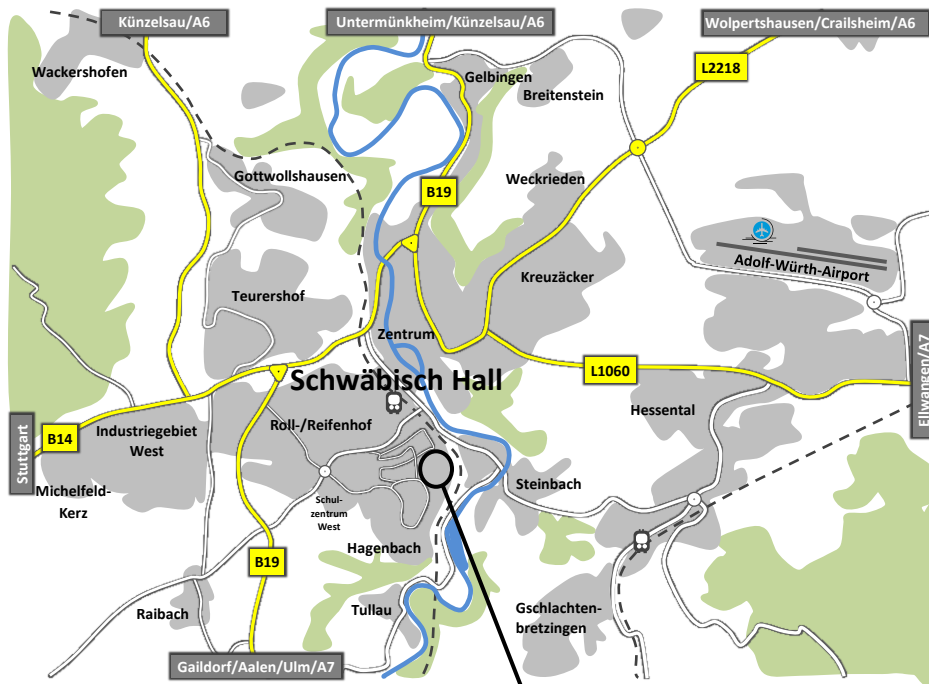 Künzelsau/A6
Untermünkheim/Künzelsau/A6
Wolpertshausen/Crailsheim/A6
Wackershofen
Gelbingen
L2218
Breitenstein
Gottwollshausen
Weckrieden
B19
Adolf-Würth-Airport
Kreuzäcker
Teurershof
Zentrum
Schwäbisch Hall
L1060
Ellwangen/A7
Hessental
Roll-/Reifenhof
Industriegebiet
West
B14
Stuttgart
Michelfeld-
Kerz
Steinbach
Schul-
zentrum
West
Hagenbach
B19
Raibach
Tullau
Gschlachten-
bretzingen
Gaildorf/Aalen/Ulm/A7